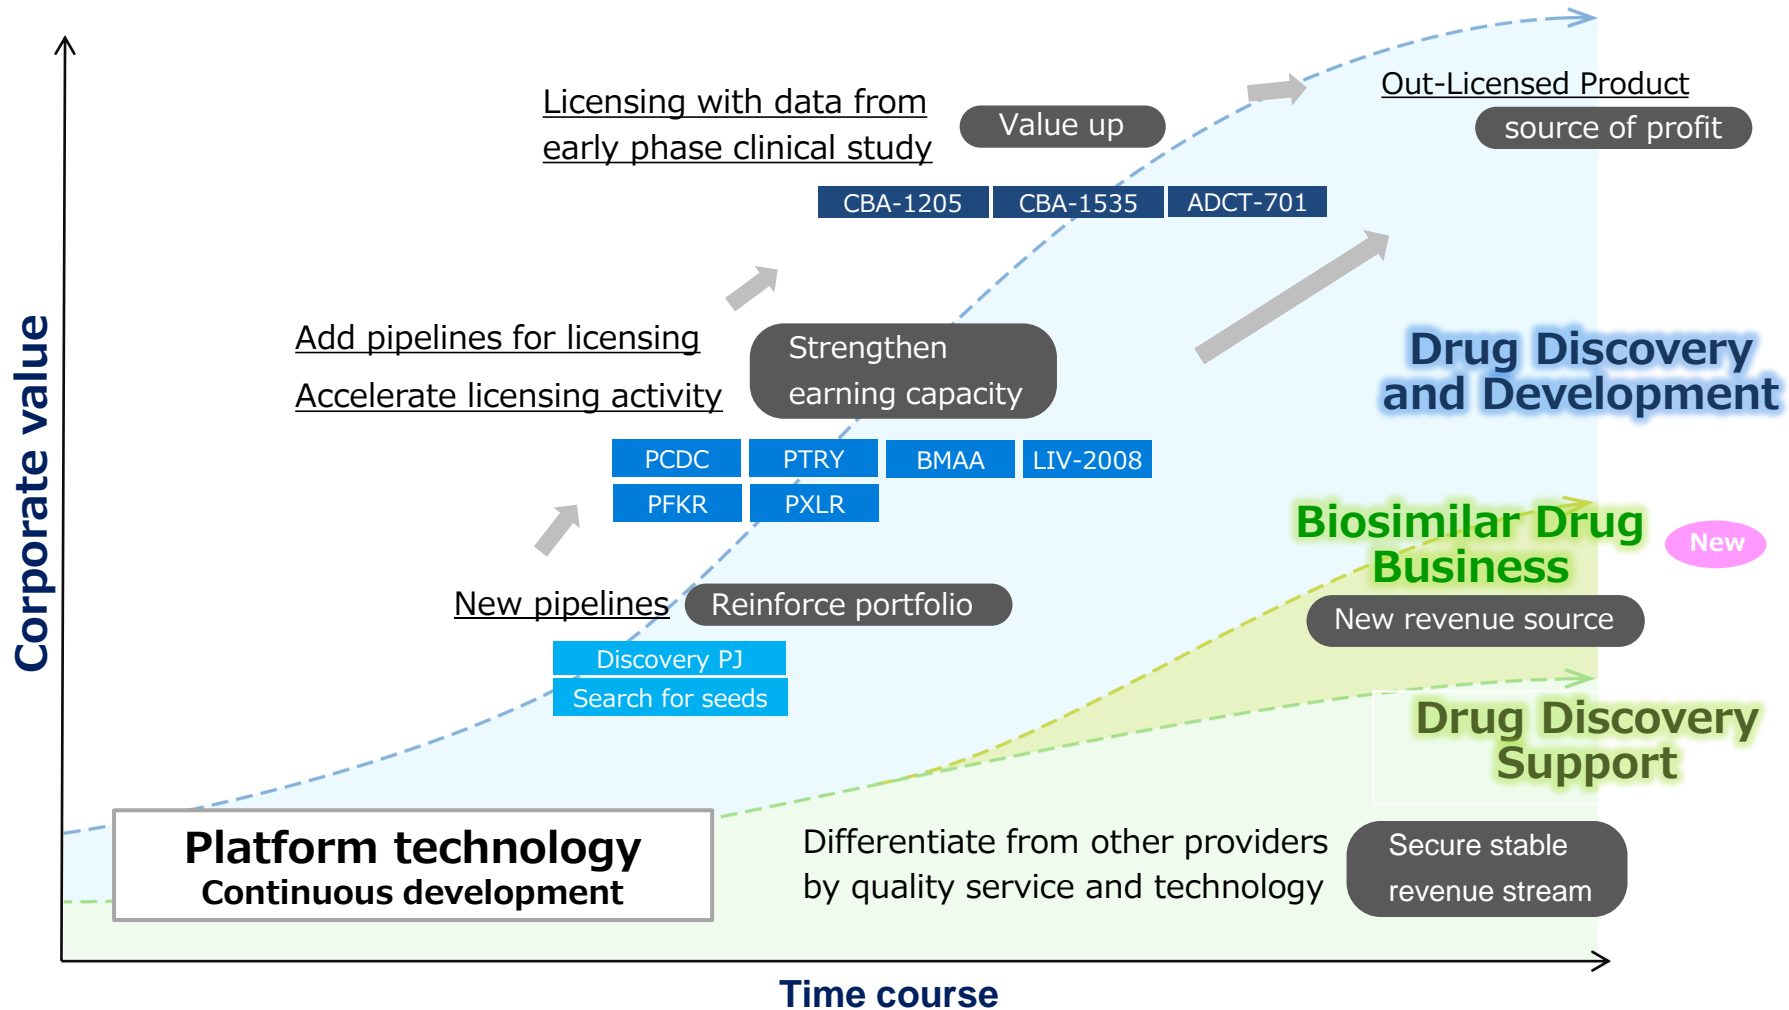 Corporate value
Licensing with data from
early phase clinical study
Value up
Out-Licensed Product
source of profit
CBA-1205
CBA-1535
ADCT-701
Add pipelines for licensing
Accelerate licensing activity
Strengthen
earning capacity
Drug Discovery
and Development
PCDC
PTRY
BMAA
LIV-2008
PFKR
PXLR
Biosimilar Drug
Business
New
New revenue source
New pipelines
Reinforce portfolio
Discovery PJ
Search for seeds
Drug Discovery
Support
Platform technology
Continuous development
Differentiate from other providers
by quality service and technology
Secure stable
revenue stream
Time course